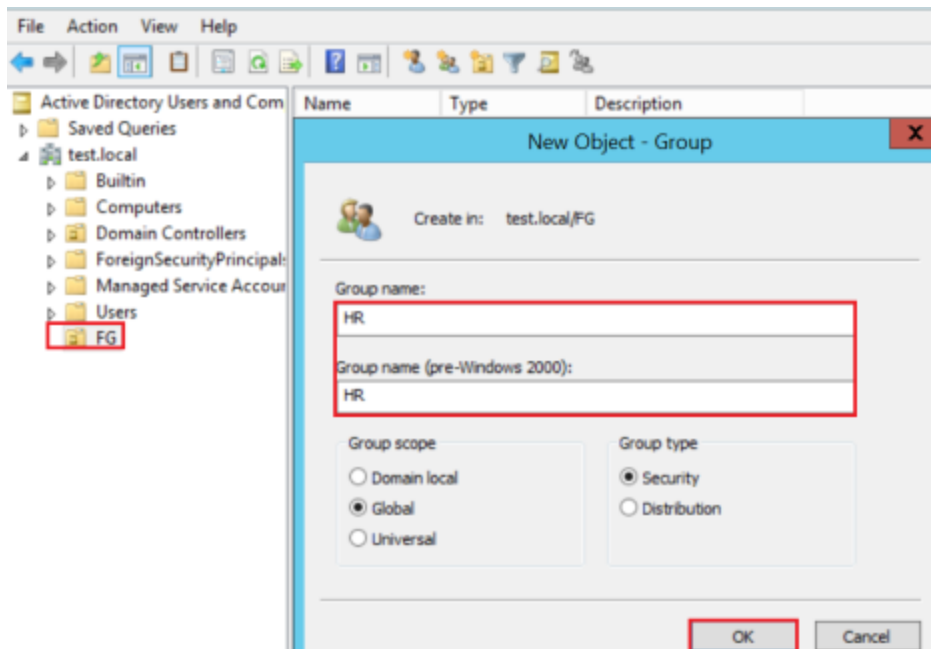 File Action View Help
Active Directory Users and Com
Name Type Description
Saved Queries
test.local
Builtin
Computers
Domain Controllers
ForeignSecurityPrincipal:
Managed Service Accour
Users
FG
New Object - Group
X
Create in: test.local/FG
Group name:
HR
Group name (pre-Windows 2000):
HR
Group scope
Domain local
Global
Universal
Group type
Security
Distribution
OK Cancel